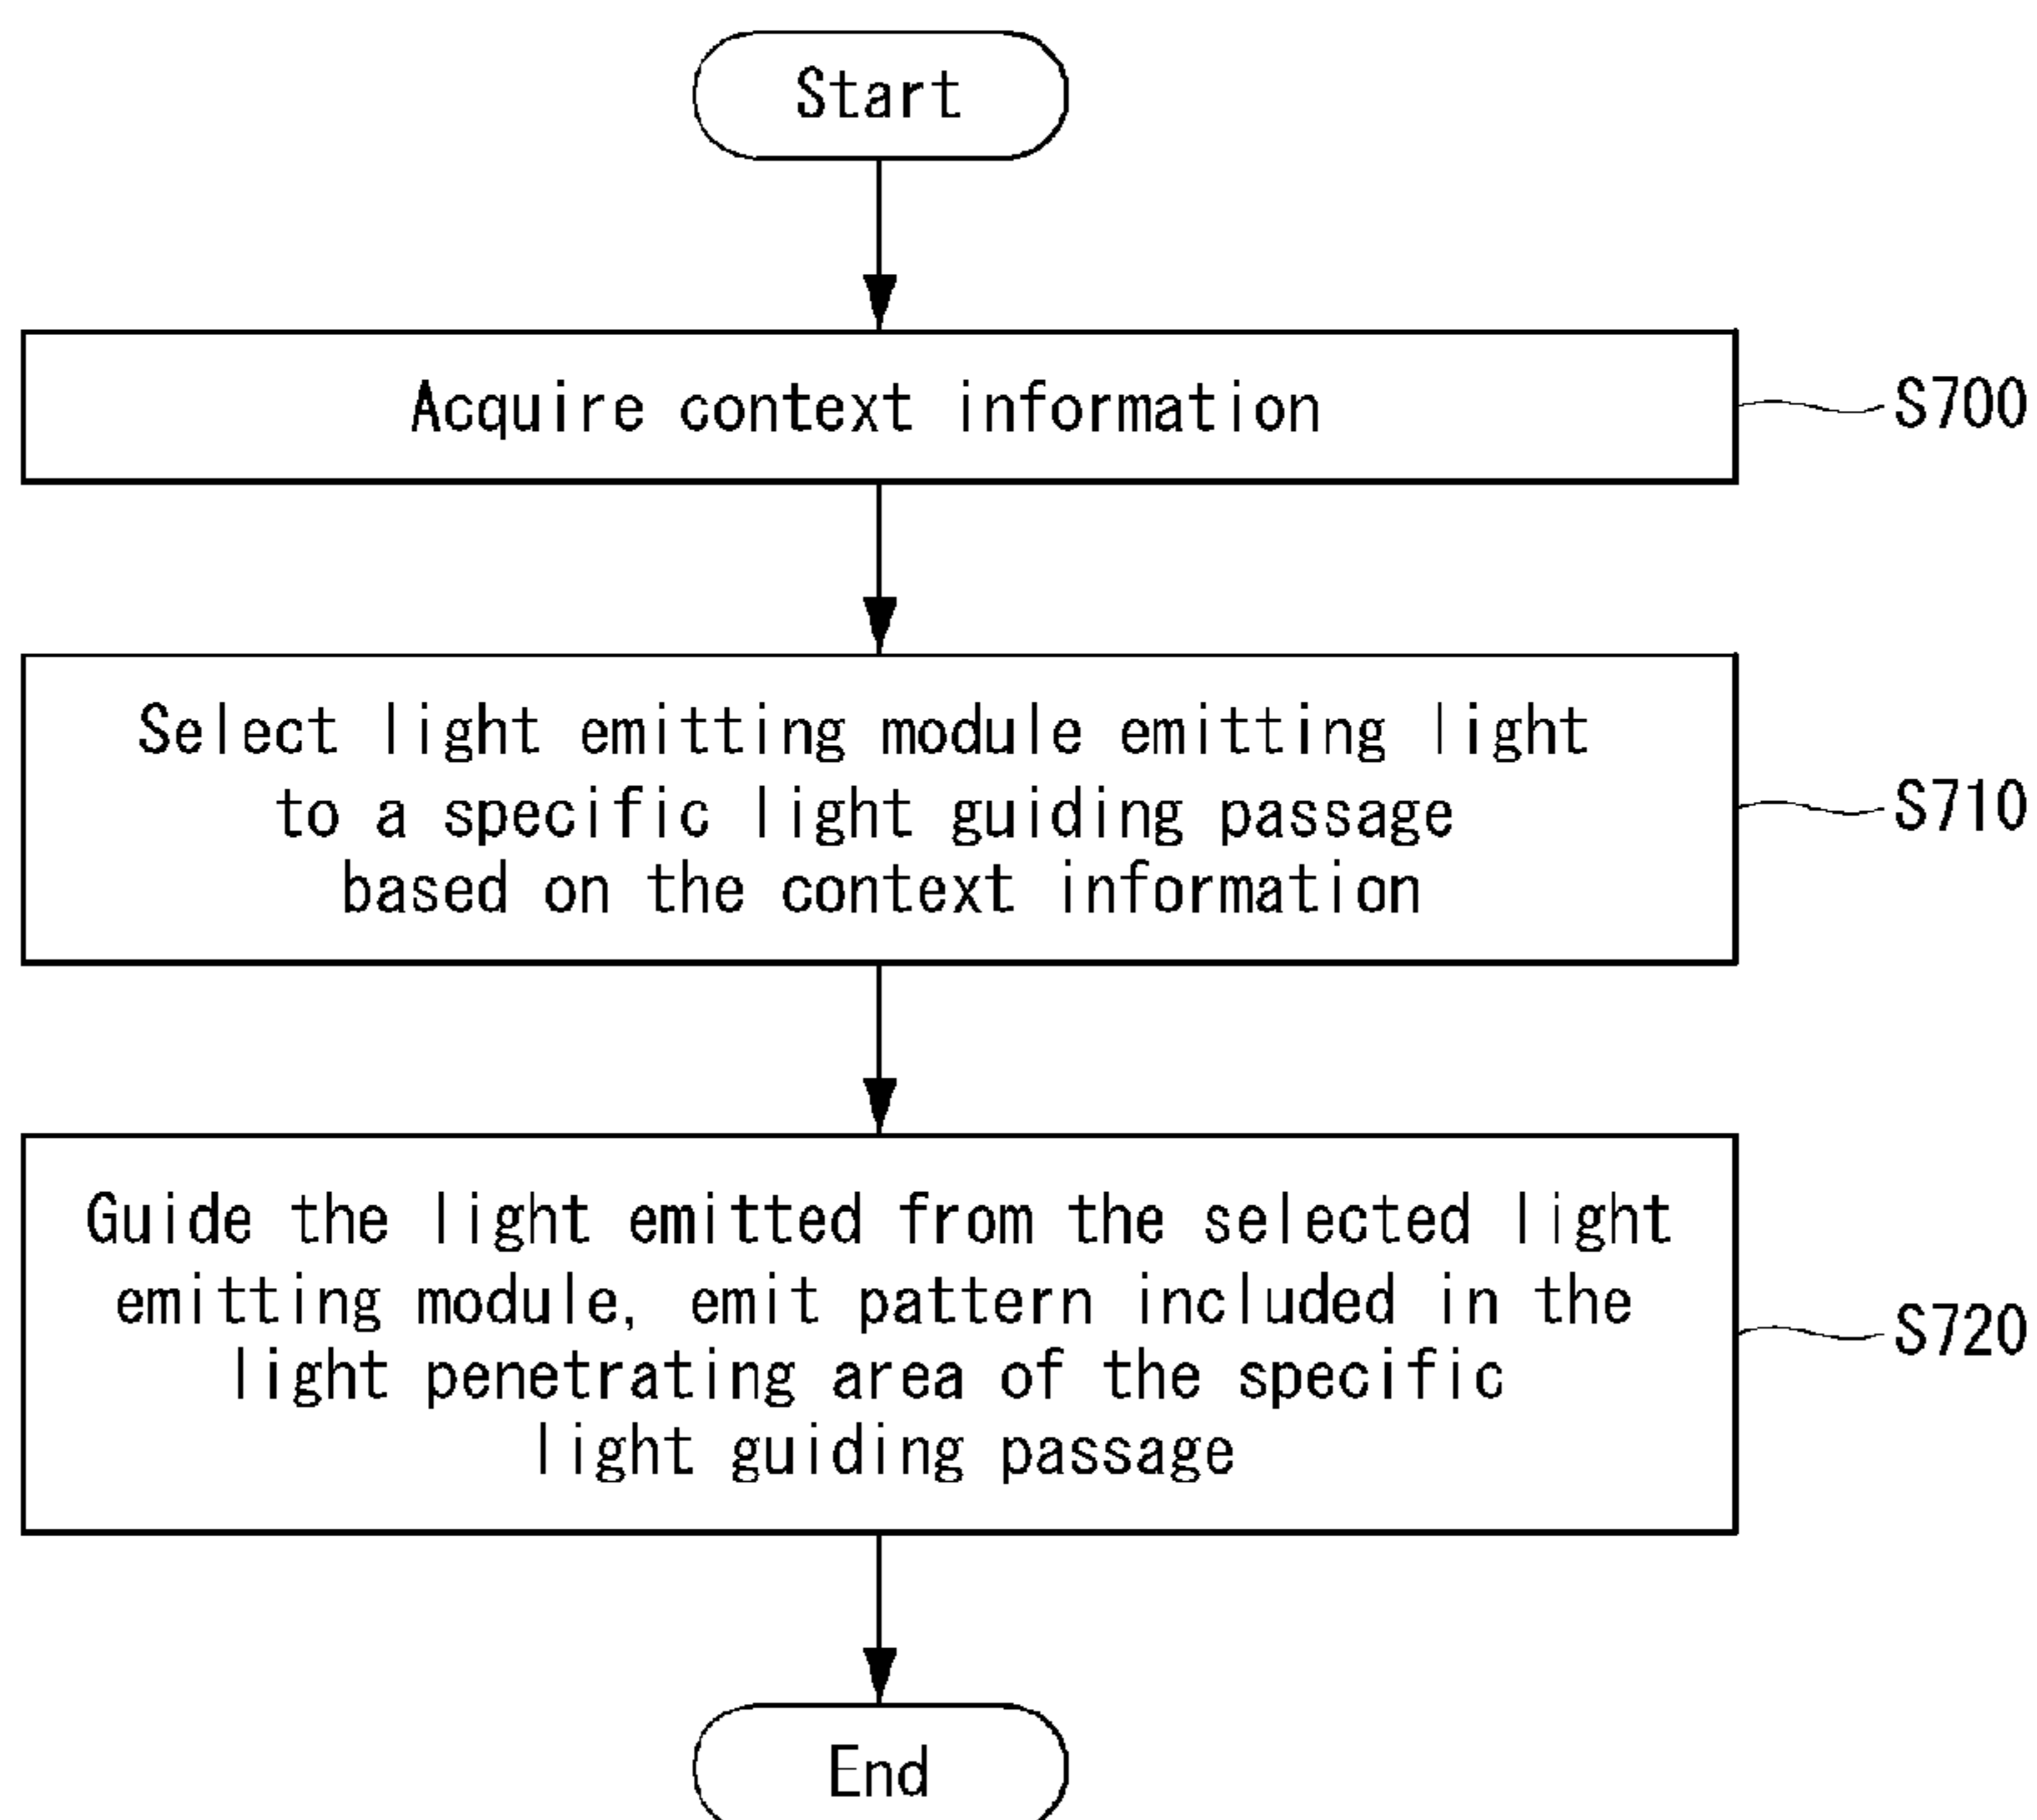 Start
Acquire context information
S700
Select light emitting module emitting light
to a specific light guiding passage
based on the context information
S710
Guide the light emitted from the selected light
emitting module, emit pattern included in the
light penetrating area of the specific
light guiding passage
S720
End